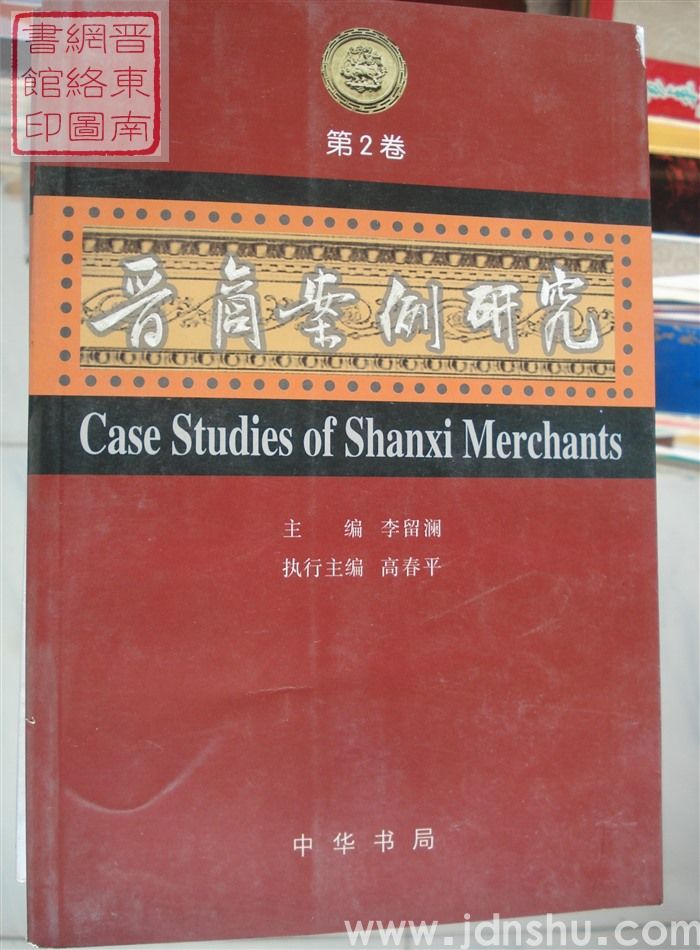 晋東南
網絡圖
書館印
第2卷
晋商案例研究
Case Studies of Shanxi Merchants
主 编 李留澜
执行主编 高春平
中华书局
www.jdnshu.com